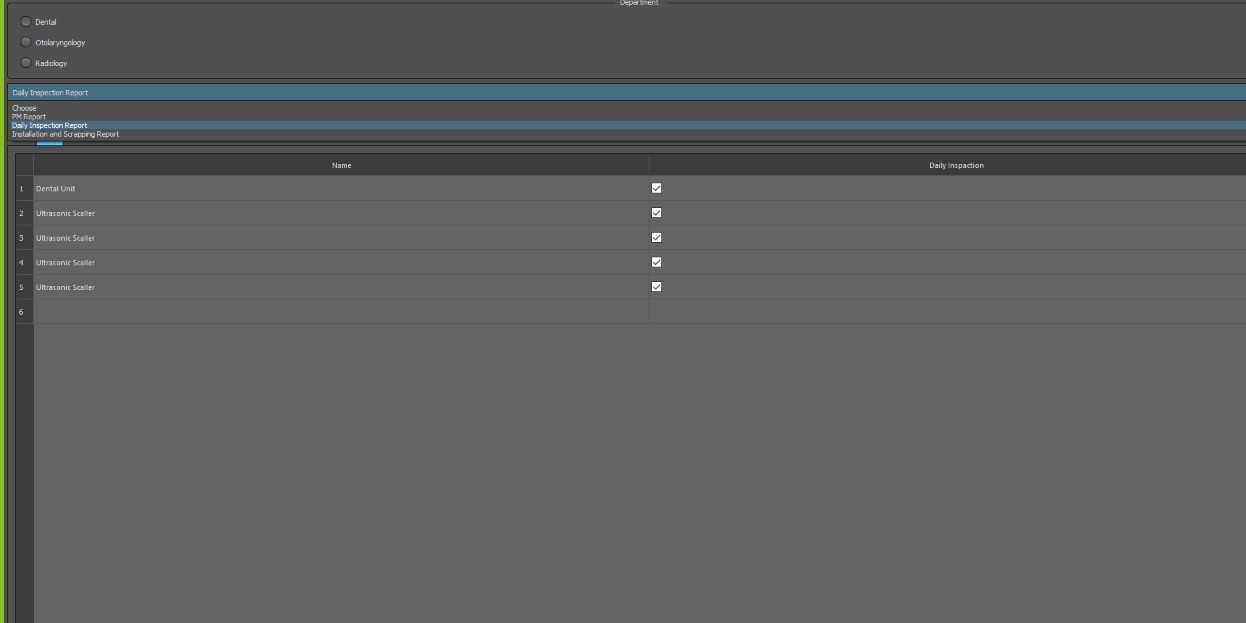 Department
Dental
Otolaryngology
Radiology
Daily Inspection Report
Choose
PM Report
Daily Inspection Report
Installation and Scrapping Report
Name Daily Inspaction
1 Dental Unit
2 Ultrasonic Scaller
3 Ultrasonic Scaller
4 Ultrasonic Scaller
5 Ultrasonic Scaller
6